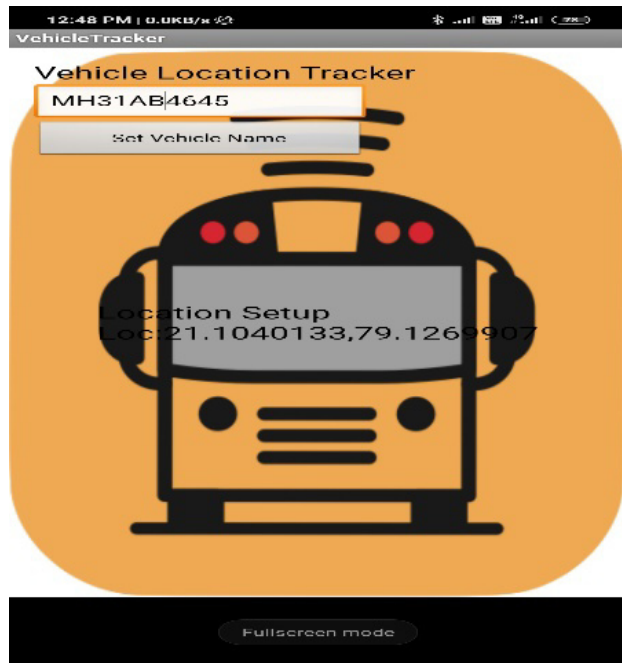 12:48 PM | 0.0KB/s
VehicleTracker
Vehicle Location Tracker
MH31AB4645
Set Vehicle Name
Location Setup
Loc:21.1040133,79.1269907
Fullscreen mode